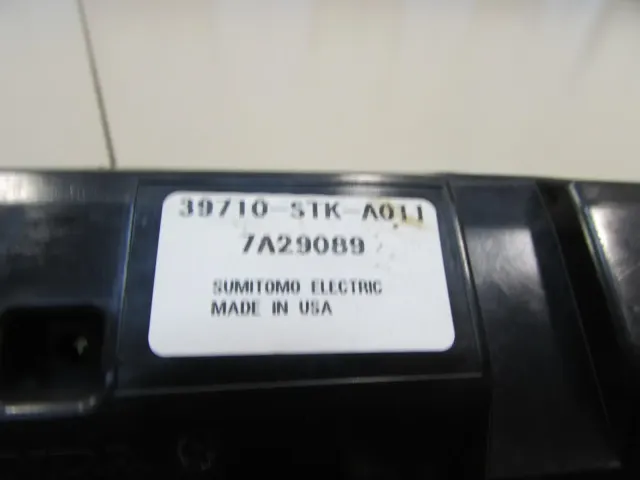 39710-STK-A011
7A29089
SUMITOMO ELECTRIC
MADE IN USA